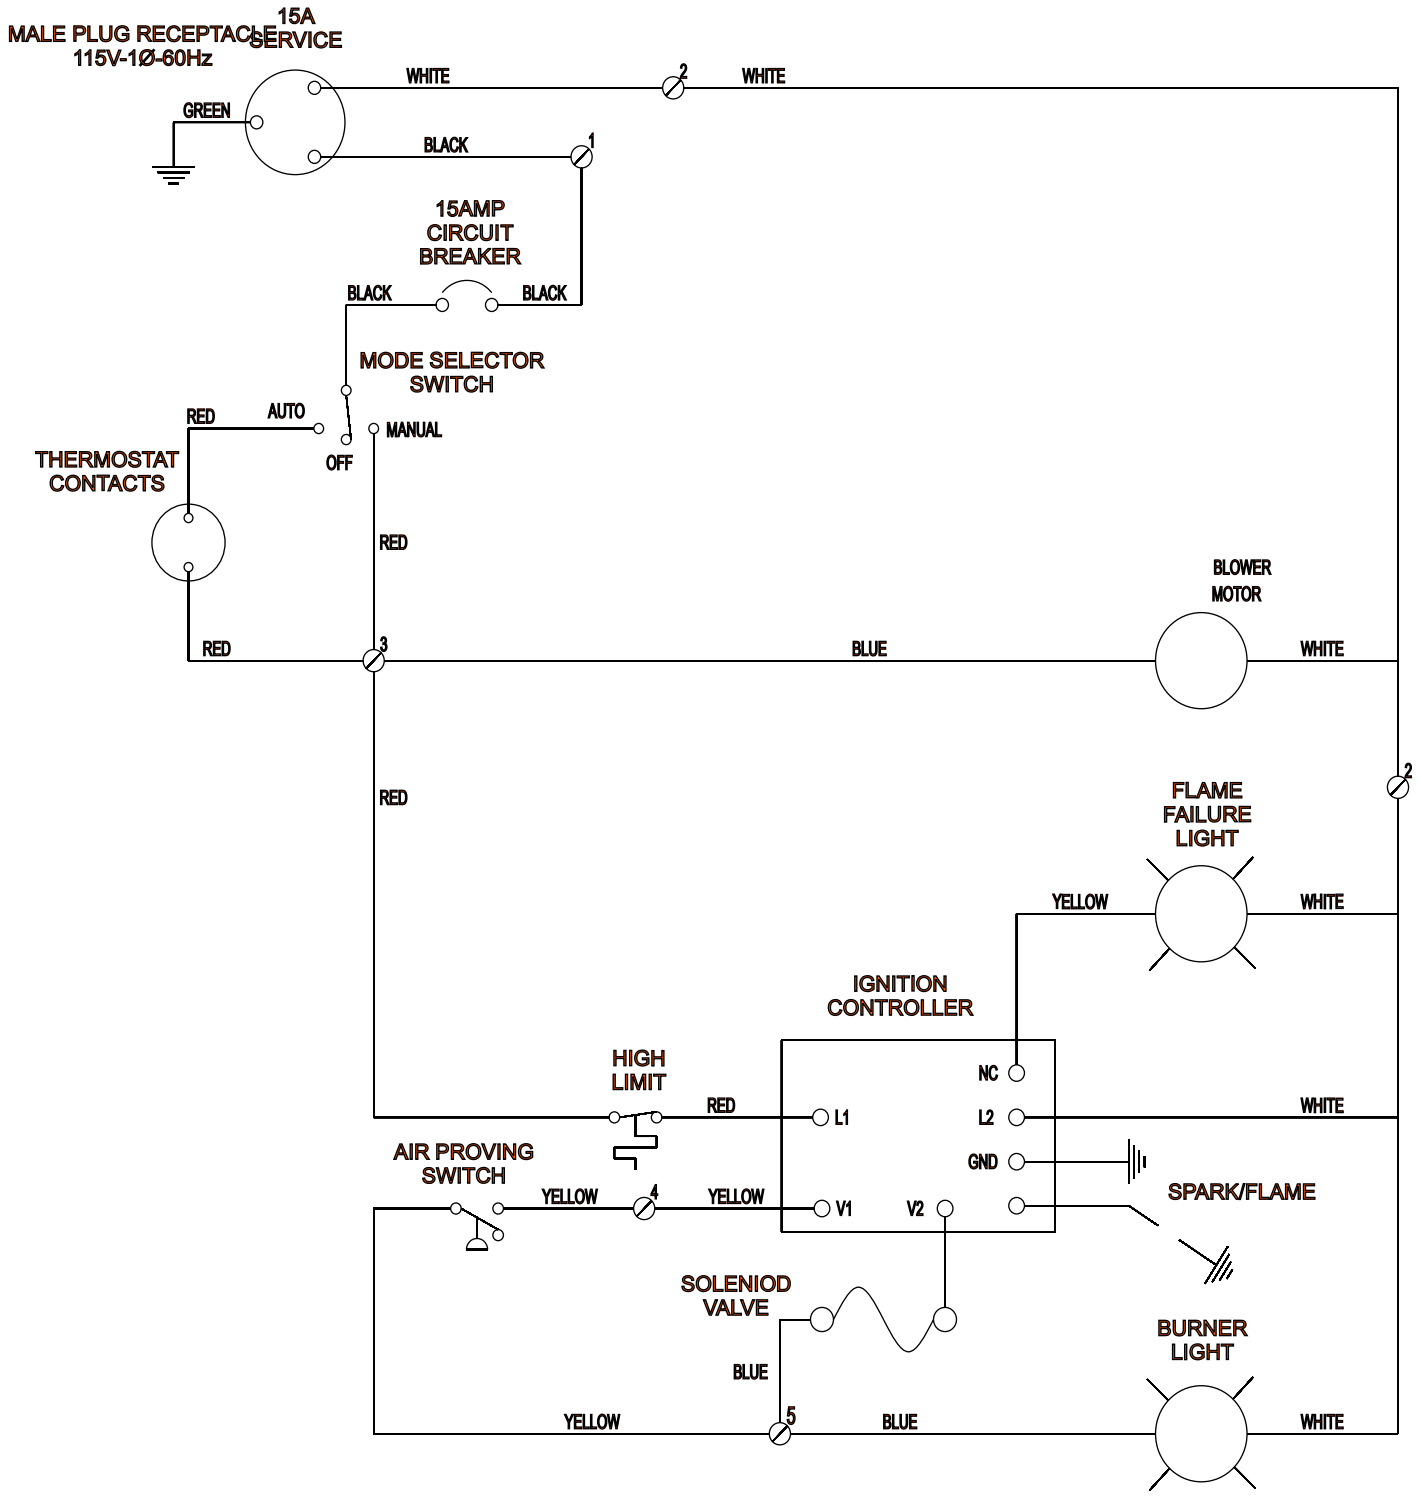 15A
SERVICE
MALE PLUG RECEPTACLE
115V-1Ø-60Hz
WHITE
2
WHITE
GREEN
BLACK
1
15AMP
CIRCUIT
BREAKER
BLACK
BLACK
MODE SELECTOR
SWITCH
RED
AUTO
MANUAL
OFF
THERMOSTAT
CONTACTS
RED
BLOWER
MOTOR
RED
3
BLUE
WHITE
2
RED
FLAME
FAILURE
LIGHT
YELLOW
WHITE
IGNITION
CONTROLLER
HIGH
LIMIT
NC
RED
L1
L2
WHITE
AIR PROVING
SWITCH
GND
YELLOW
4
YELLOW
V1
V2
SPARK/FLAME
SOLENIOD
VALVE
BURNER
LIGHT
BLUE
YELLOW
5
BLUE
WHITE